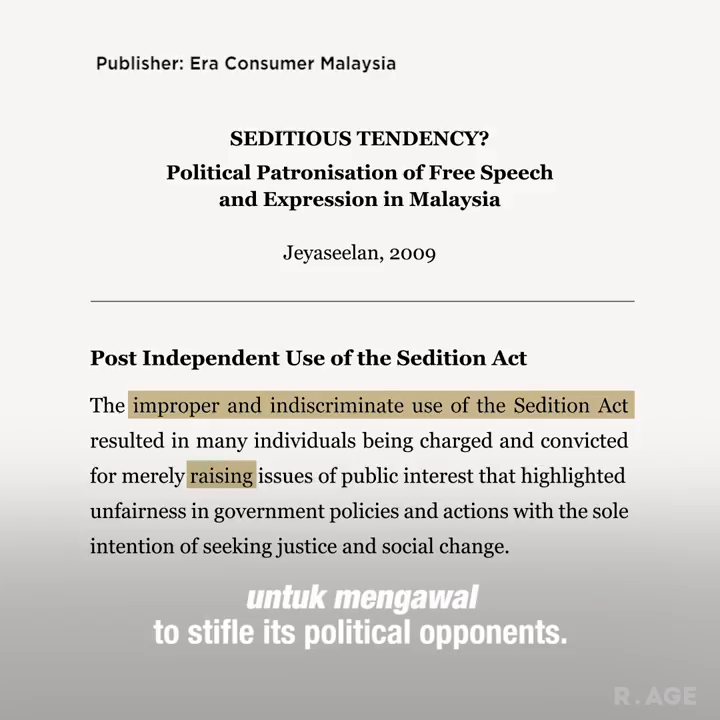 Publisher: Era Consumer Malaysia
SEDITIOUS TENDENCY?
Political Patronisation of Free Speech
and Expression in Malaysia
Jeyaseelan, 2009
Post Independent Use of the Sedition Act
The improper and indiscriminate use of the Sedition Act
resulted in many individuals being charged and convicted
for merely raising issues of public interest that highlighted
unfairness in government policies and actions with the sole
intention of seeking justice and social change.
untuk mengawal
to stifle its political opponents.
R.AGE